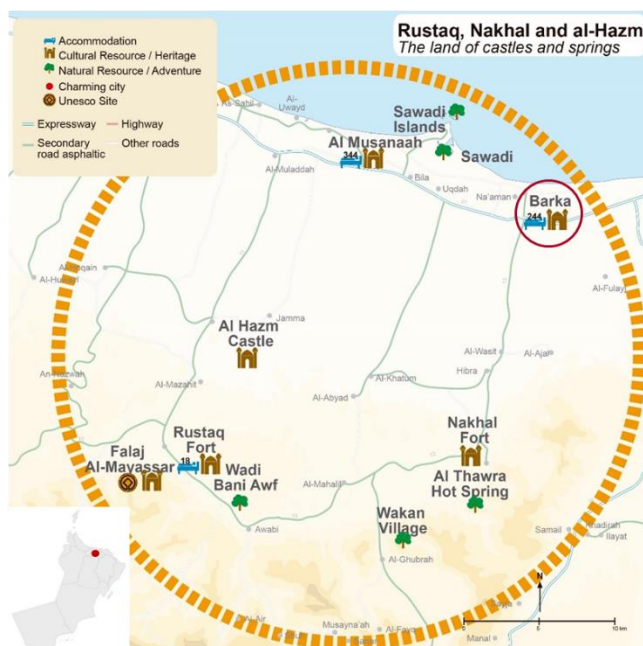 Rustaq, Nakhal and al-Hazm
The land of castles and springs
Accommodation
Cultural Resource / Heritage
Natural Resource / Adventure
Charming city
Unesco Site
Expressway
Highway
Secondary
road asphaltic
Other roads
Al-
Uwayd
Sawadi
Islands
Al Musanaah
344
Al-Muladdah
Sawadi
Bila
Uqdah
Na'aman
Barka
244
Al-Fulayj
Jamma
Al Hazm
Castle
Al-Wasit
Al-Ajal
Hibra
Al-Khatum
Al-Abyad
An-Nazwah
Al-Mazahit
Nakhal
Fort
Rustaq
Fort
18
Falaj
Al-Mayassar
Wadi
Bani Awf
Al Thawra
Hot Spring
Al-Mahalil
Wakan
Village
Awabi
Samail
Ilayat
Al-Ghubrah
N
Musayna'ah
Manal
0
5
10 km